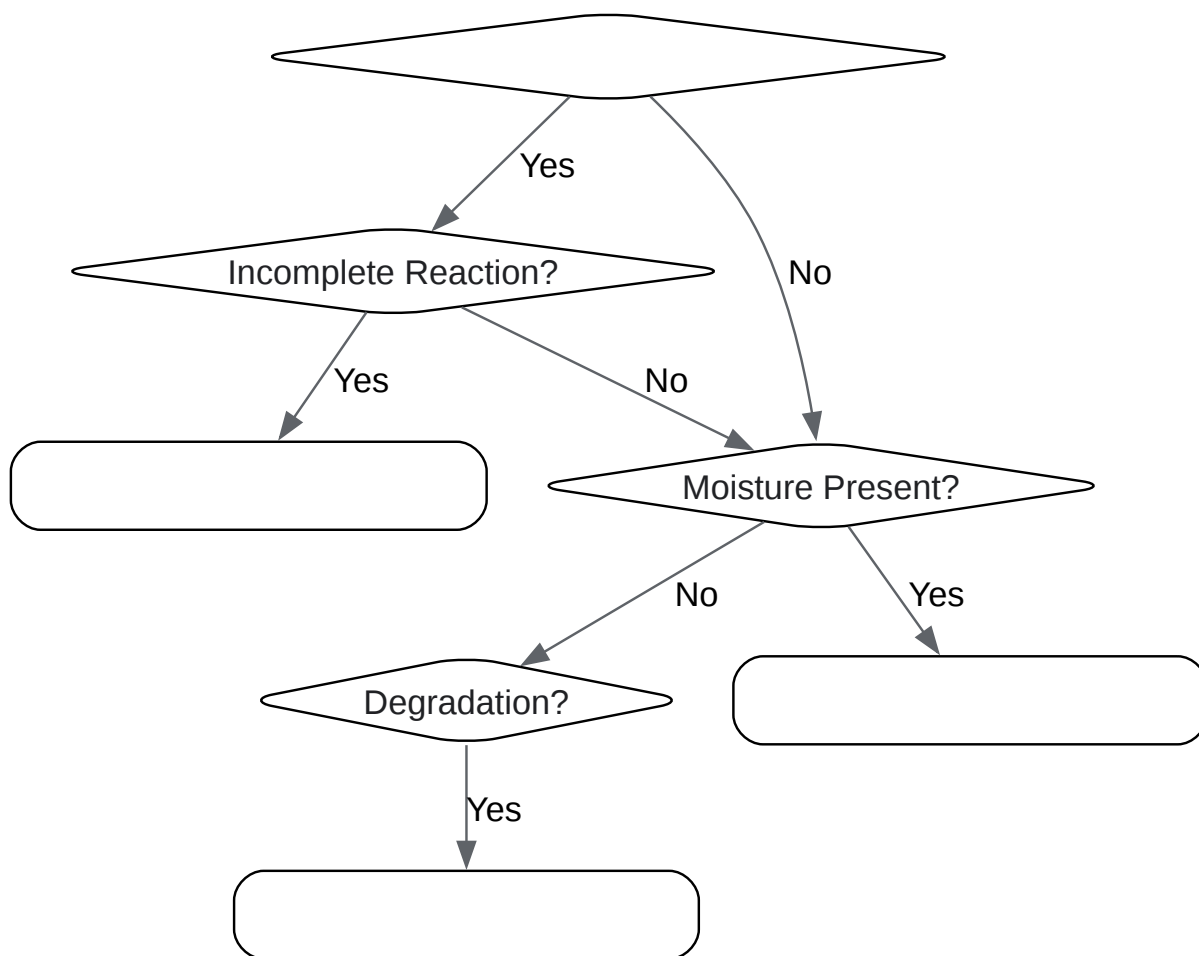 Yes
Incomplete Reaction?
No
Yes
No
Moisture Present?
No
Yes
Degradation?
Yes